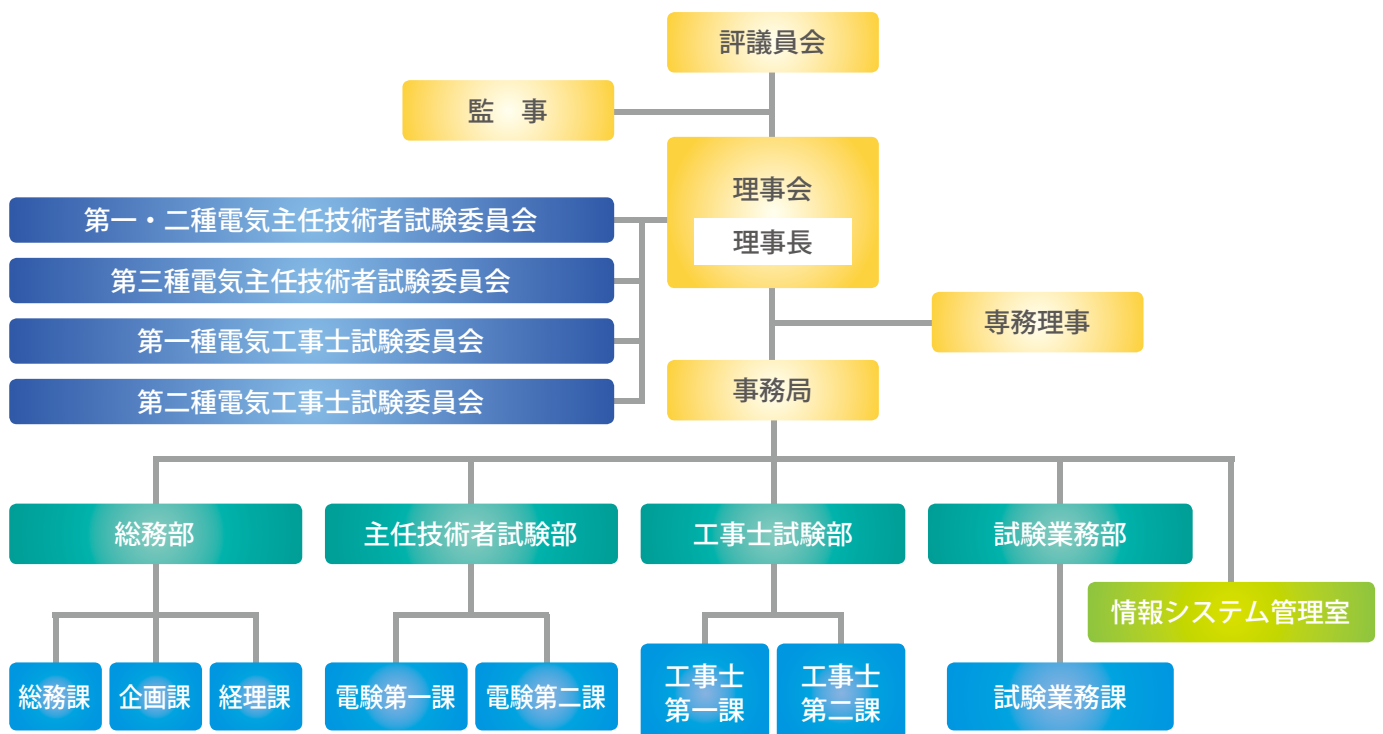 評議員会
監　事
理事会
理事長
第一・二種電気主任技術者試験委員会
第三種電気主任技術者試験委員会
第一種電気工事士試験委員会
第二種電気工事士試験委員会
専務理事
事務局
総務部
主任技術者試験部
工事士試験部
試験業務部
情報システム管理室
総務課
企画課
経理課
電験第一課
電験第二課
工事士
第一課
工事士
第二課
試験業務課